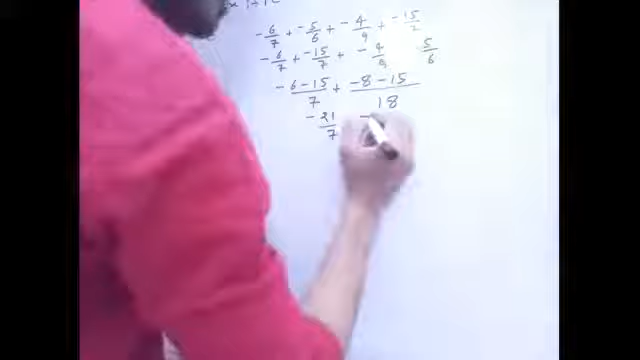 -6/7 + -5/6 + -4/9 + -15/7
-6/7 + -15/7 + -4/9 5/6
-6-15/7 + -8-15/18
-21/7 -